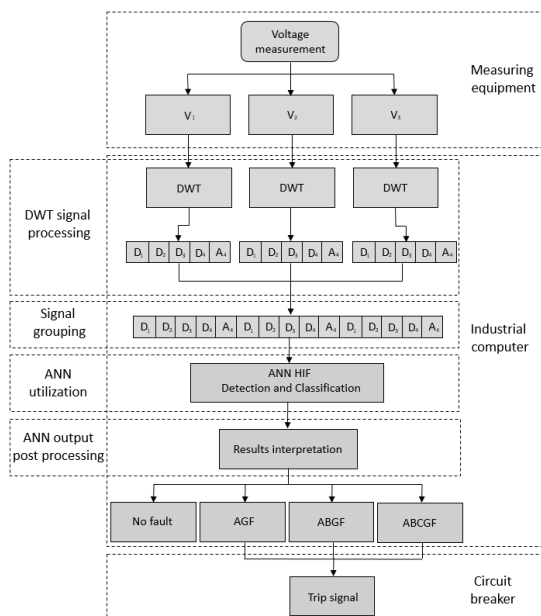 Voltage
measurement
Measuring
equipment
V₁ V₂ V₃
DWT signal
processing
DWT DWT DWT
D₁ D₂ D₃ D₄ A₄ D₁ D₂ D₃ D₄ A₄ D₁ D₂ D₃ D₄ A₄
Signal
grouping
D₁ D₂ D₃ D₄ A₄ D₁ D₂ D₃ D₄ A₄ D₁ D₂ D₃ D₄ A₄
Industrial
computer
ANN
utilization
ANN HIF
Detection and Classification
ANN output
post processing
Results interpretation
No fault AGF ABGF ABCGF
Trip signal
Circuit
breaker